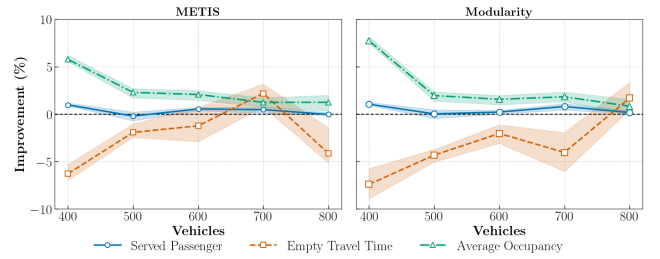 METIS
Modularity
Improvement (%)
10
5
0
−5
−10
400 500 600 700 800
400 500 600 700 800
Vehicles
Vehicles
Served Passenger Empty Travel Time Average Occupancy